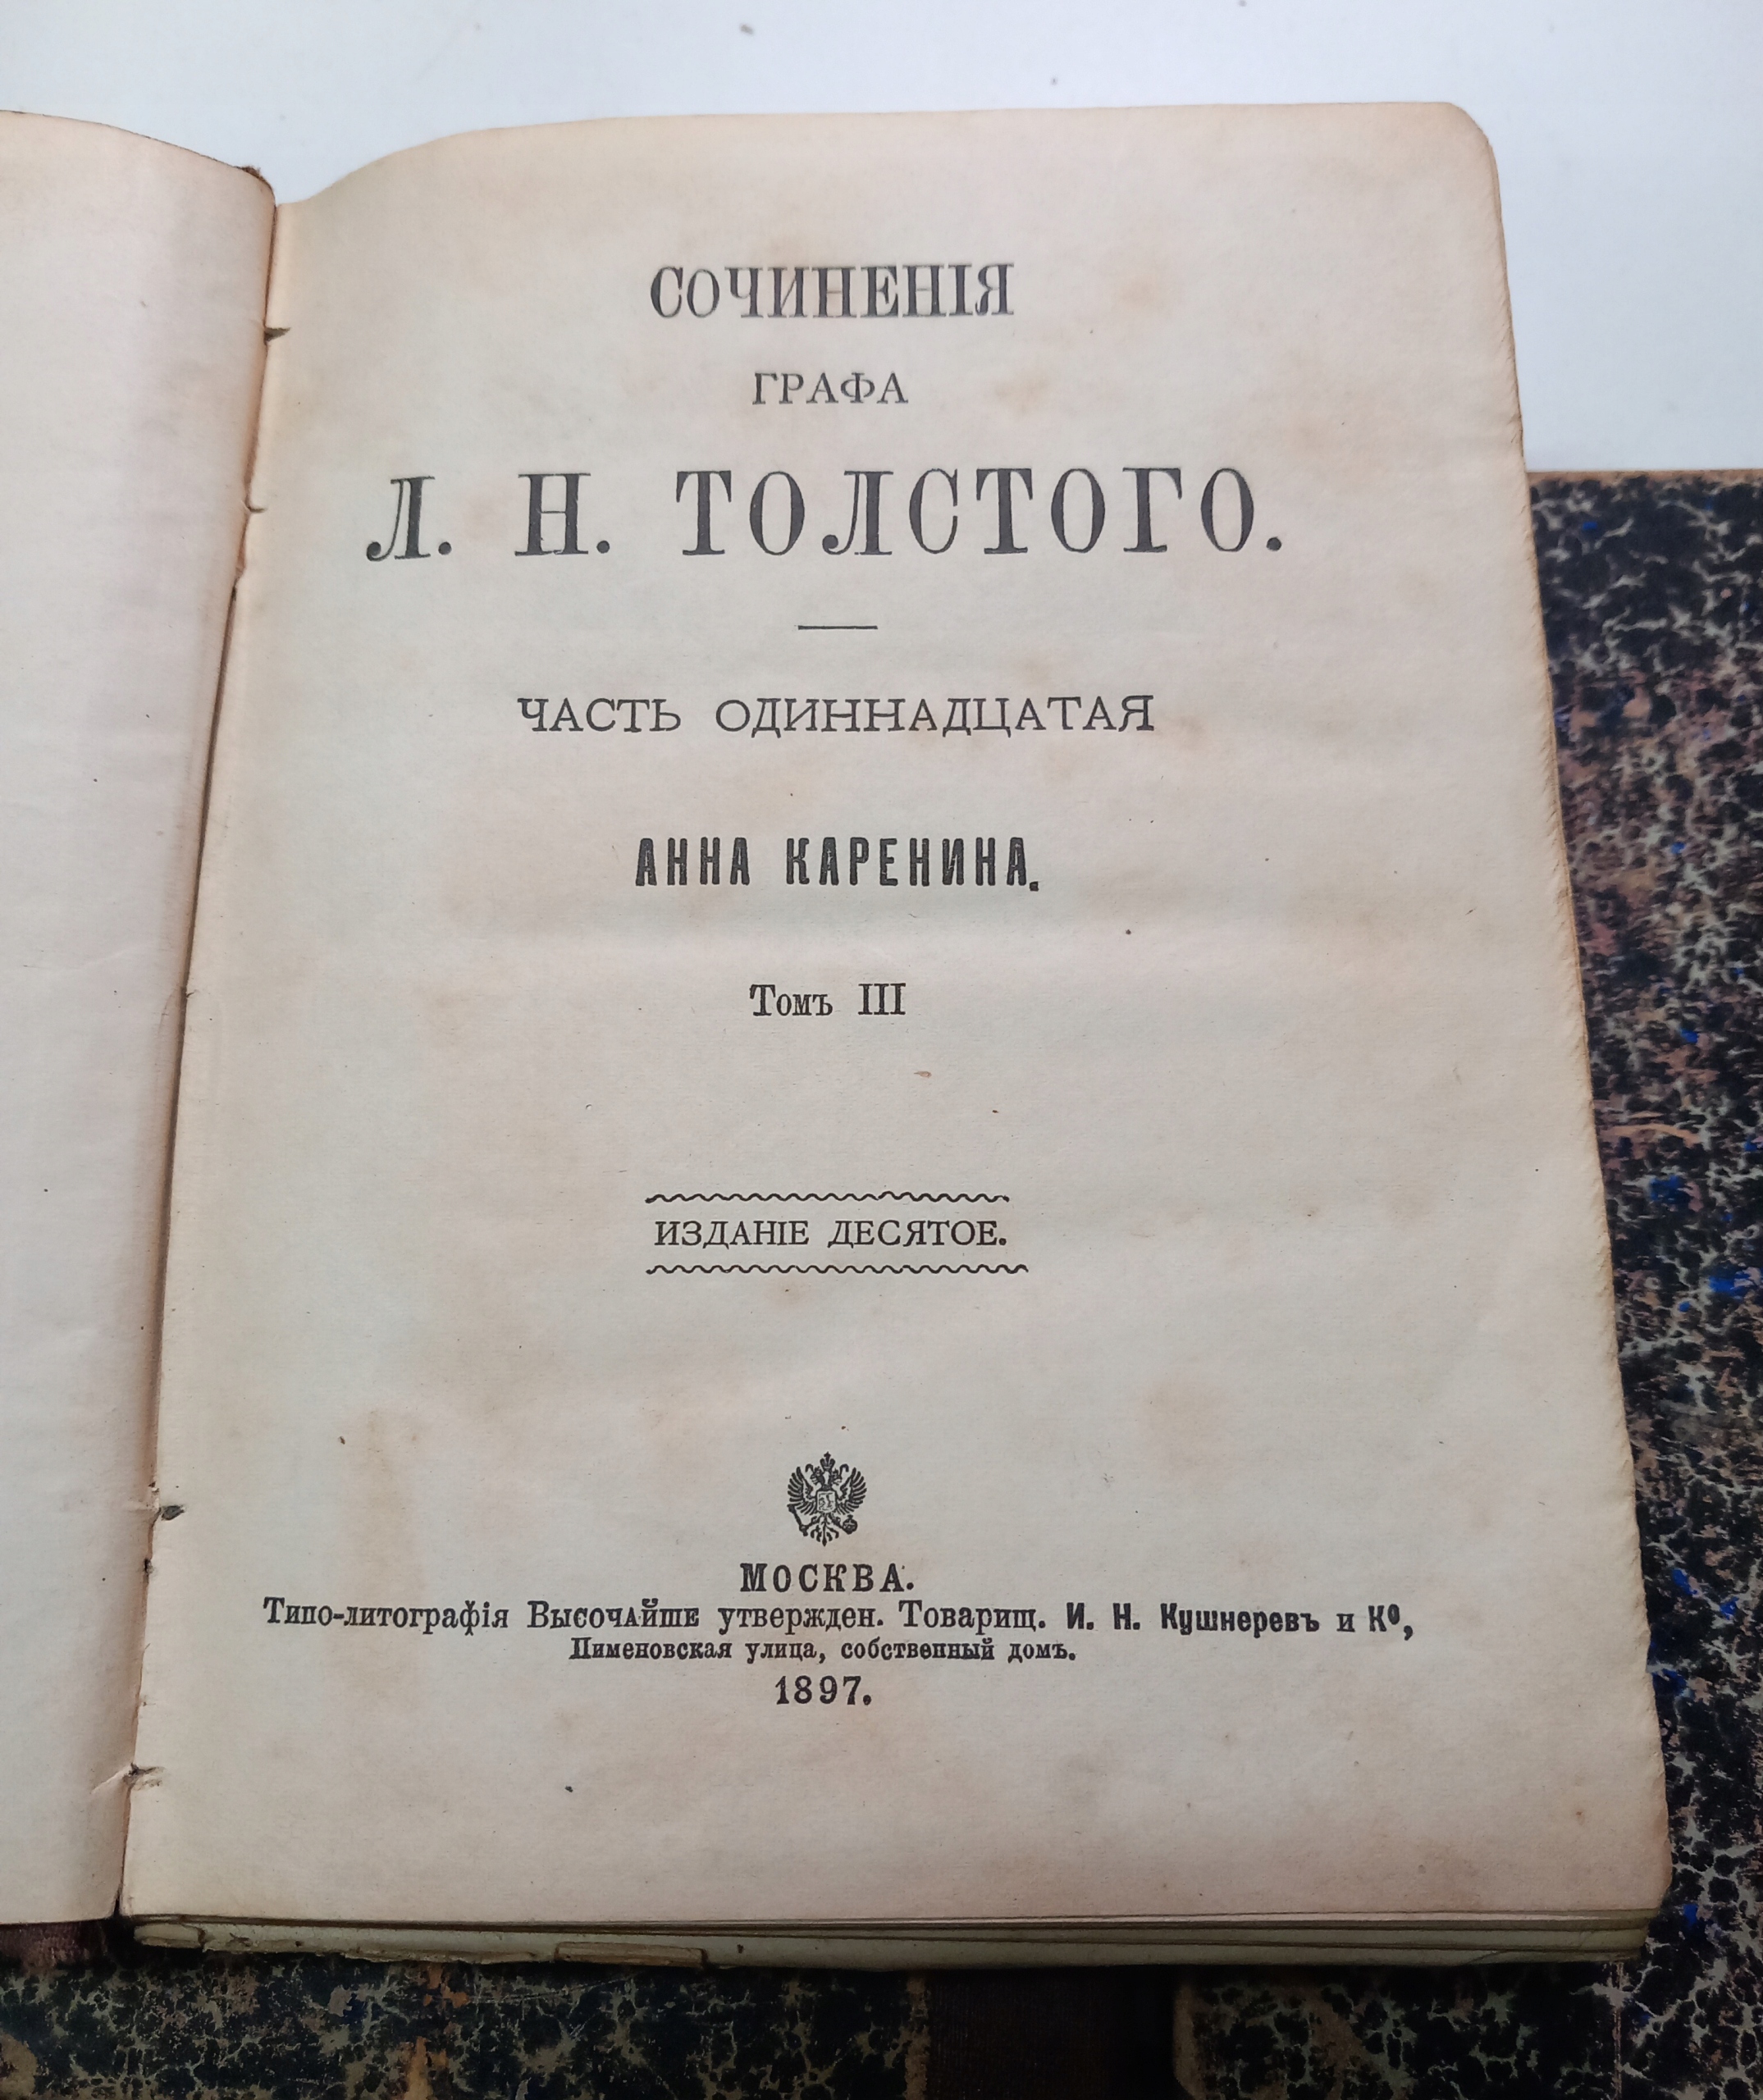 СОЧИНЕНІЯ
ГРАФА
Л. Н. ТОЛСТОГО.
ЧАСТЬ ОДИННАДЦАТАЯ
АННА КАРЕНИНА.
Томъ III
ИЗДАНІЕ ДЕСЯТОЕ.
МОСКВА.
Типо-литографія Высочайше утвержден. Товарищ. И. Н. Кушнеревъ и Кº,
Пименовская улица, собственный домъ.
1897.